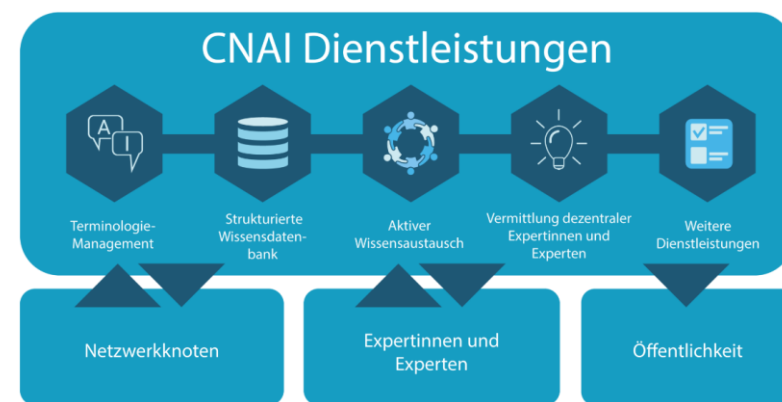 CNAI Dienstleistungen
A I
Terminologie-
Management
Strukturierte
Wissensdaten-
bank
Aktiver
Wissensaustausch
Vermittlung dezentraler
Expertinnen und
Experten
Weitere
Dienstleistungen
Netzwerkknoten
Expertinnen und
Experten
Öffentlichkeit